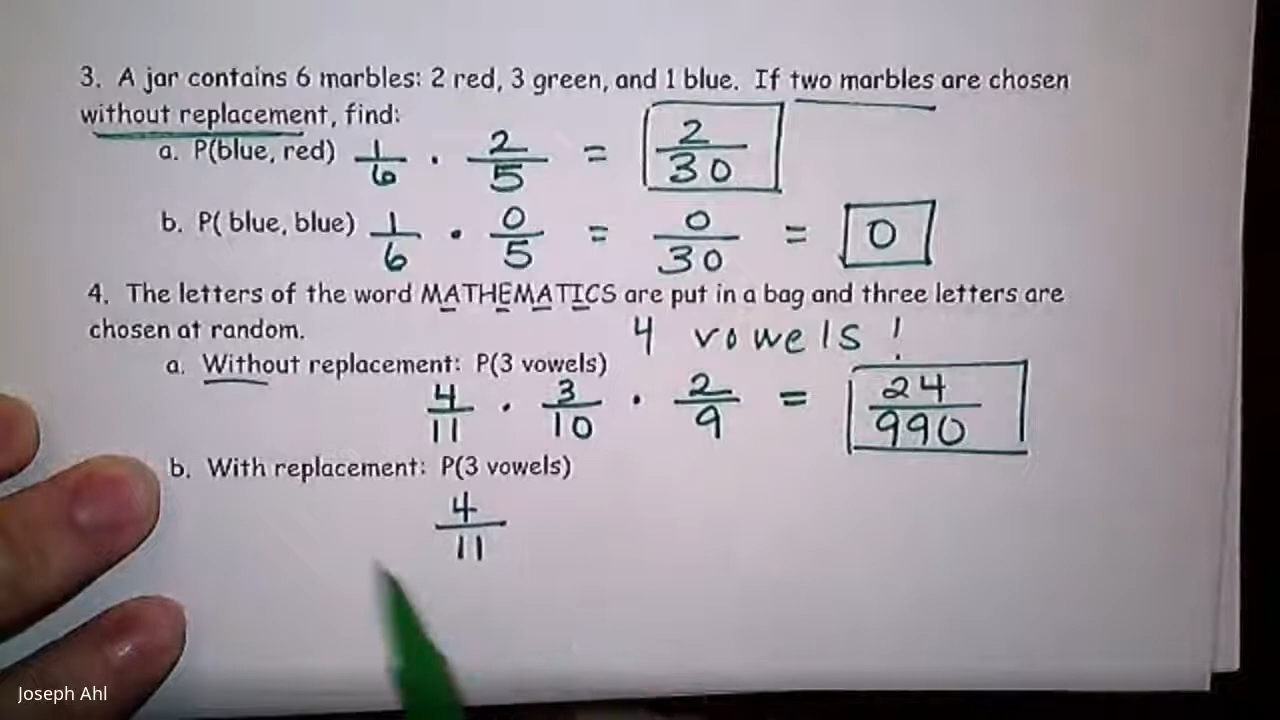 3. A jar contains 6 marbles: 2 red, 3 green, and 1 blue. If two marbles are chosen
without replacement, find:
a. P(blue, red) 1/6 · 2/5 = 2/30
b. P( blue, blue) 1/6 · 0/5 = 0/30 = 0
4. The letters of the word MATHEMATICS are put in a bag and three letters are
chosen at random.
4 vowels!
a. Without replacement: P(3 vowels)
4/11 · 3/10 · 2/9 = 24/990
b. With replacement: P(3 vowels)
4/11
Joseph Ahl